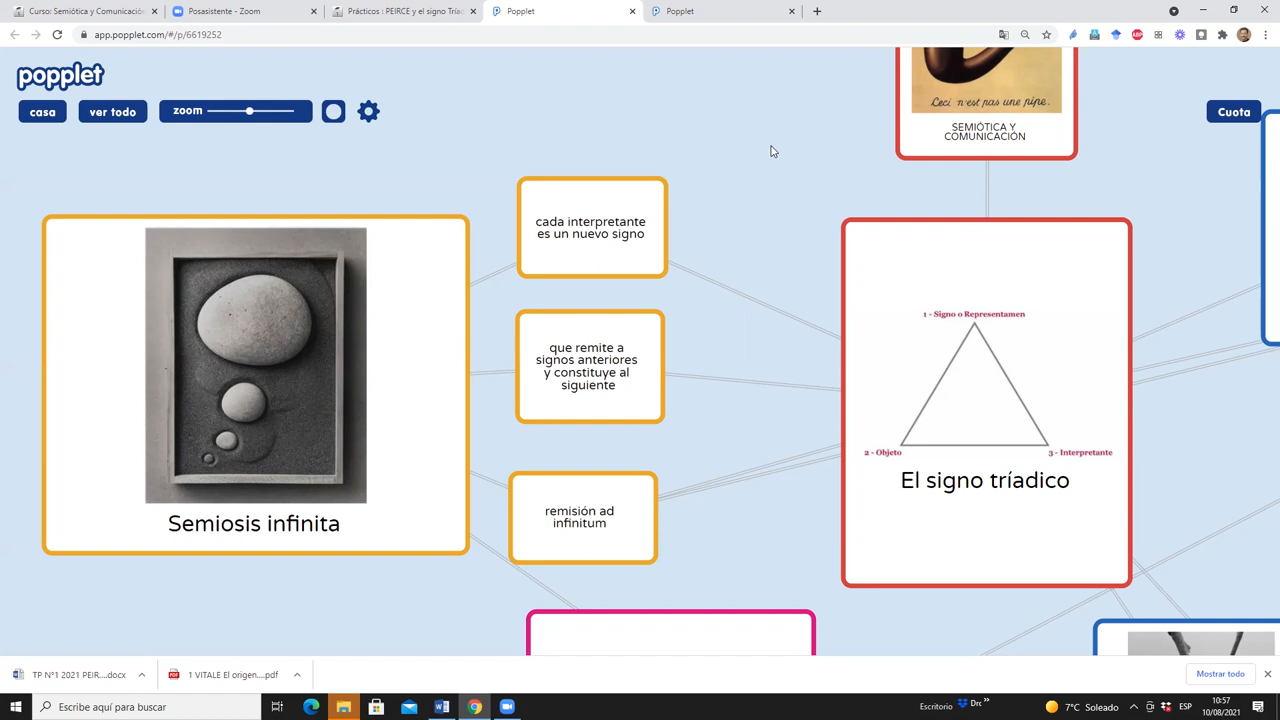 Curso: Semiótica y Comunicación
Posasistente - Zoom
Prácticos : PEIRCE y el signo Tría
Popplet
Popplet
app.popplet.com/#/p/6619252
popplet
casa
ver todo
zoom
Cuota
Ceci n'est pas une pipe.
SEMIÓTICA Y
COMUNICACIÓN
cada interpretante
es un nuevo signo
que remite a
signos anteriores
y constituye al
siguiente
remisión ad
infinitum
Semiosis infinita
1 - Signo o Representamen
2 - Objeto
3 - Interpretante
El signo tríadico
TP N°1 2021 PEIR....docx
1 VITALE El origen....pdf
Mostrar todo
Escribe aquí para buscar
Escritorio
Drc
7°C Soleado
ESP
10:57
10/08/2021